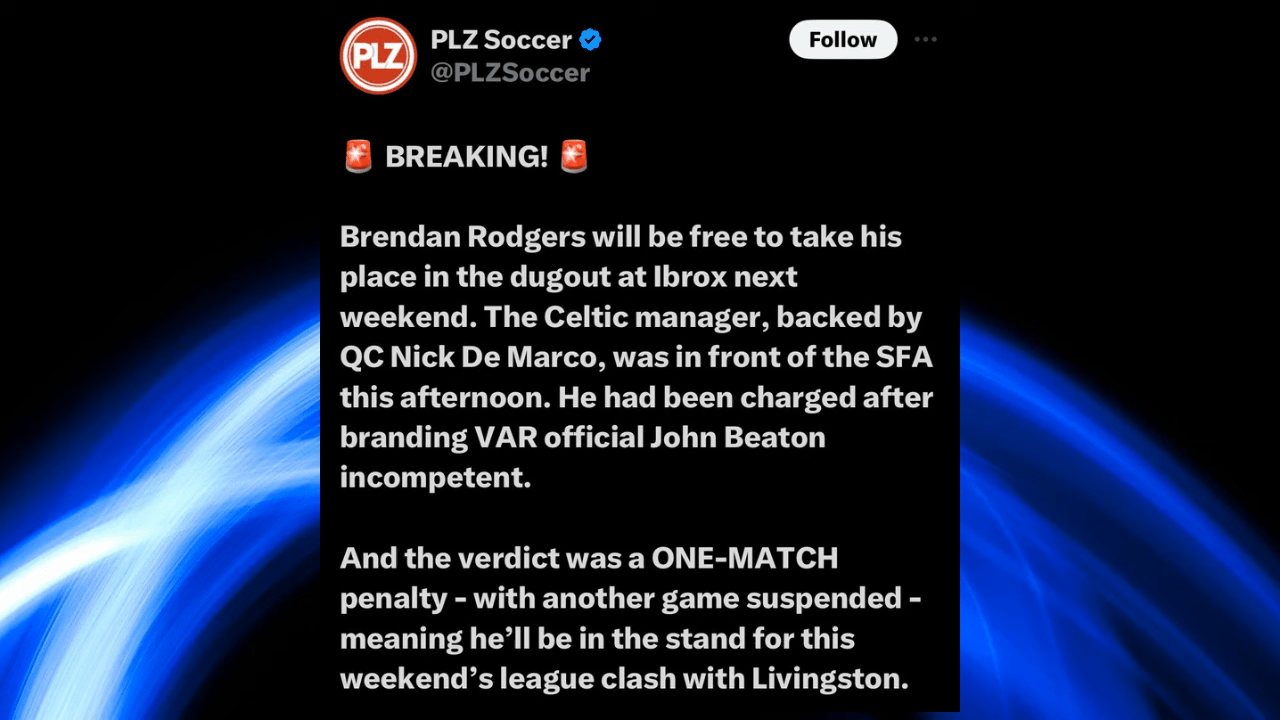 PLZ
PLZ Soccer
@PLZSoccer
Follow
🚨 BREAKING! 🚨
Brendan Rodgers will be free to take his
place in the dugout at Ibrox next
weekend. The Celtic manager, backed by
QC Nick De Marco, was in front of the SFA
this afternoon. He had been charged after
branding VAR official John Beaton
incompetent.
And the verdict was a ONE-MATCH
penalty - with another game suspended -
meaning he’ll be in the stand for this
weekend’s league clash with Livingston.